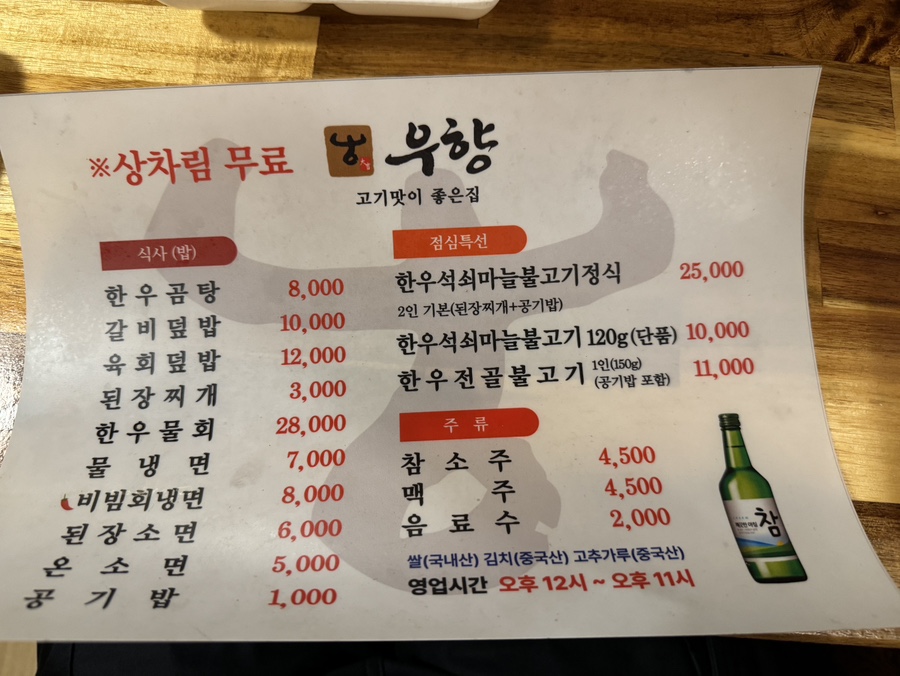 ※상차림 무료
우향
고기맛이 좋은집
식사 (밥)
한우곰탕 8,000
갈비덮밥 10,000
육회덮밥 12,000
된장찌개 3,000
한우물회 28,000
물냉면 7,000
비빔회냉면 8,000
된장소면 6,000
온소면 5,000
공기밥 1,000
점심특선
한우석쇠마늘불고기정식 25,000
2인 기본(된장찌개+공기밥)
한우석쇠마늘불고기 120g(단품) 10,000
한우전골불고기 1인(150g) (공기밥 포함) 11,000
주류
참소주 4,500
맥주 4,500
음료수 2,000
쌀(국내산) 김치(중국산) 고추가루(중국산)
영업시간 오후 12시 ~ 오후 11시
참